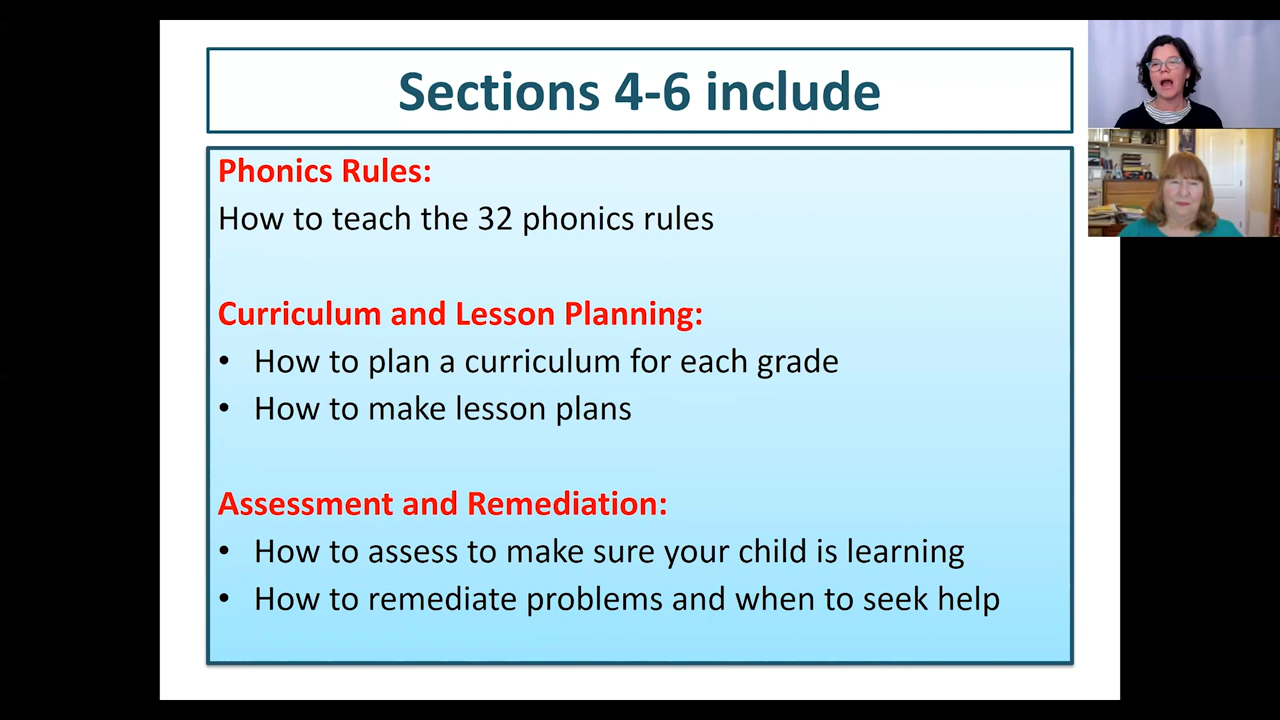 Sections 4-6 include
Phonics Rules:
How to teach the 32 phonics rules
Curriculum and Lesson Planning:
• How to plan a curriculum for each grade
• How to make lesson plans
Assessment and Remediation:
• How to assess to make sure your child is learning
• How to remediate problems and when to seek help